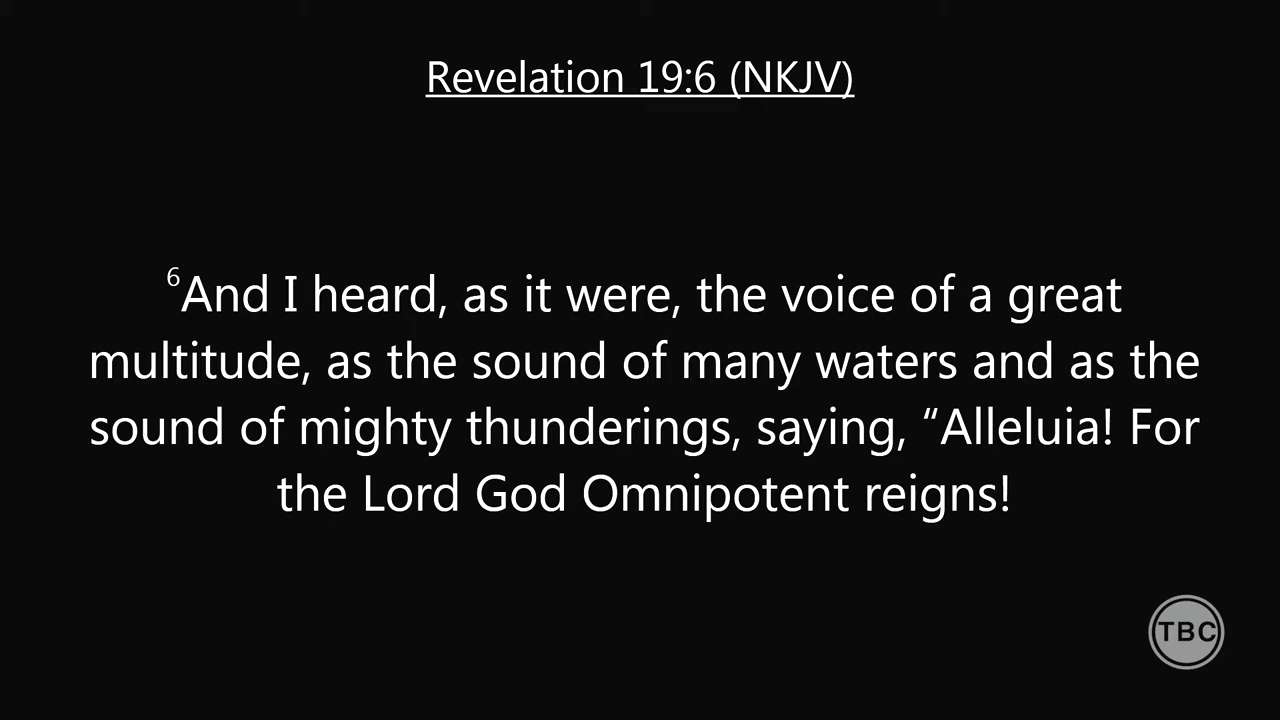 Revelation 19:6 (NKJV)
6And I heard, as it were, the voice of a great
multitude, as the sound of many waters and as the
sound of mighty thunderings, saying, “Alleluia! For
the Lord God Omnipotent reigns!
TBC